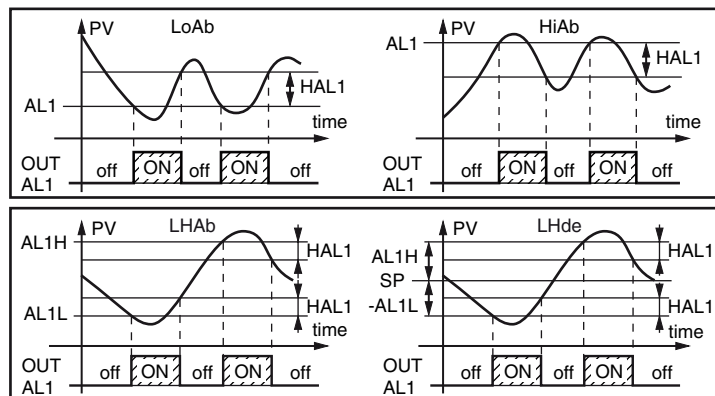 PV LoAb
HAL1
AL1
time
OUT
AL1
off ON off ON off
PV HiAb
AL1
HAL1
time
OUT
AL1
off ON off ON off
PV LHAb
AL1H
HAL1
HAL1
AL1L
time
OUT
AL1
off ON off ON off
PV LHde
AL1H
HAL1
SP
-AL1L
HAL1
time
OUT
AL1
off ON off ON off